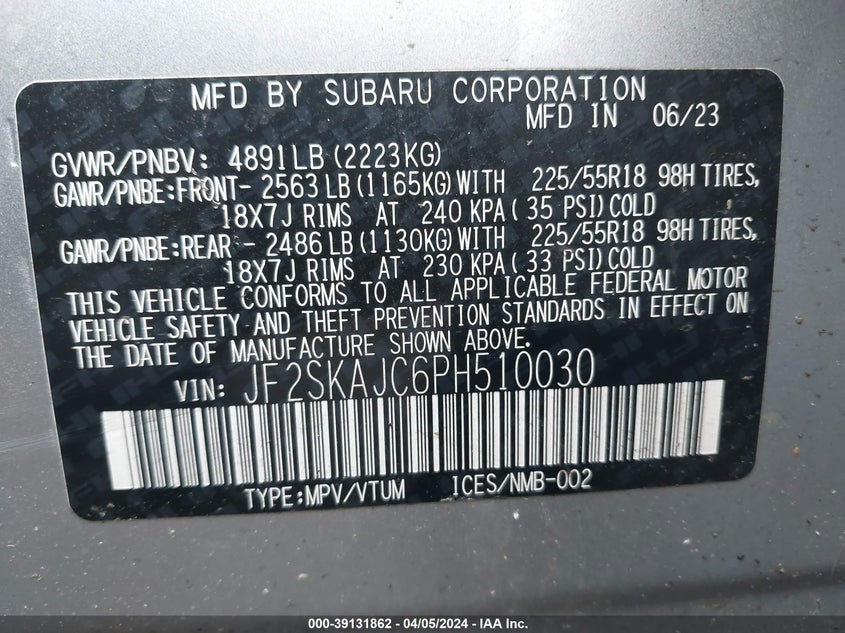 MFD BY SUBARU CORPORATION
MFD IN 06/23
GVWR/PNBV: 4891LB (2223KG)
GAWR/PNBE:FRONT- 2563 LB (1165KG) WITH 225/55R18 98H TIRES,
18X7J RIMS AT 240 KPA ( 35 PSI) COLD
GAWR/PNBE:REAR - 2486 LB (1130KG) WITH 225/55R18 98H TIRES,
18X7J RIMS AT 230 KPA ( 33 PSI) COLD
THIS VEHICLE CONFORMS TO ALL APPLICABLE FEDERAL MOTOR
VEHICLE SAFETY AND THEFT PREVENTION STANDARDS IN EFFECT ON
THE DATE OF MANUFACTURE SHOWN ABOVE.
VIN: JF2SKAJC6PH510030
TYPE:MPV/VTUM ICES/NMB-002
000-39131862 - 04/05/2024 - IAA Inc.